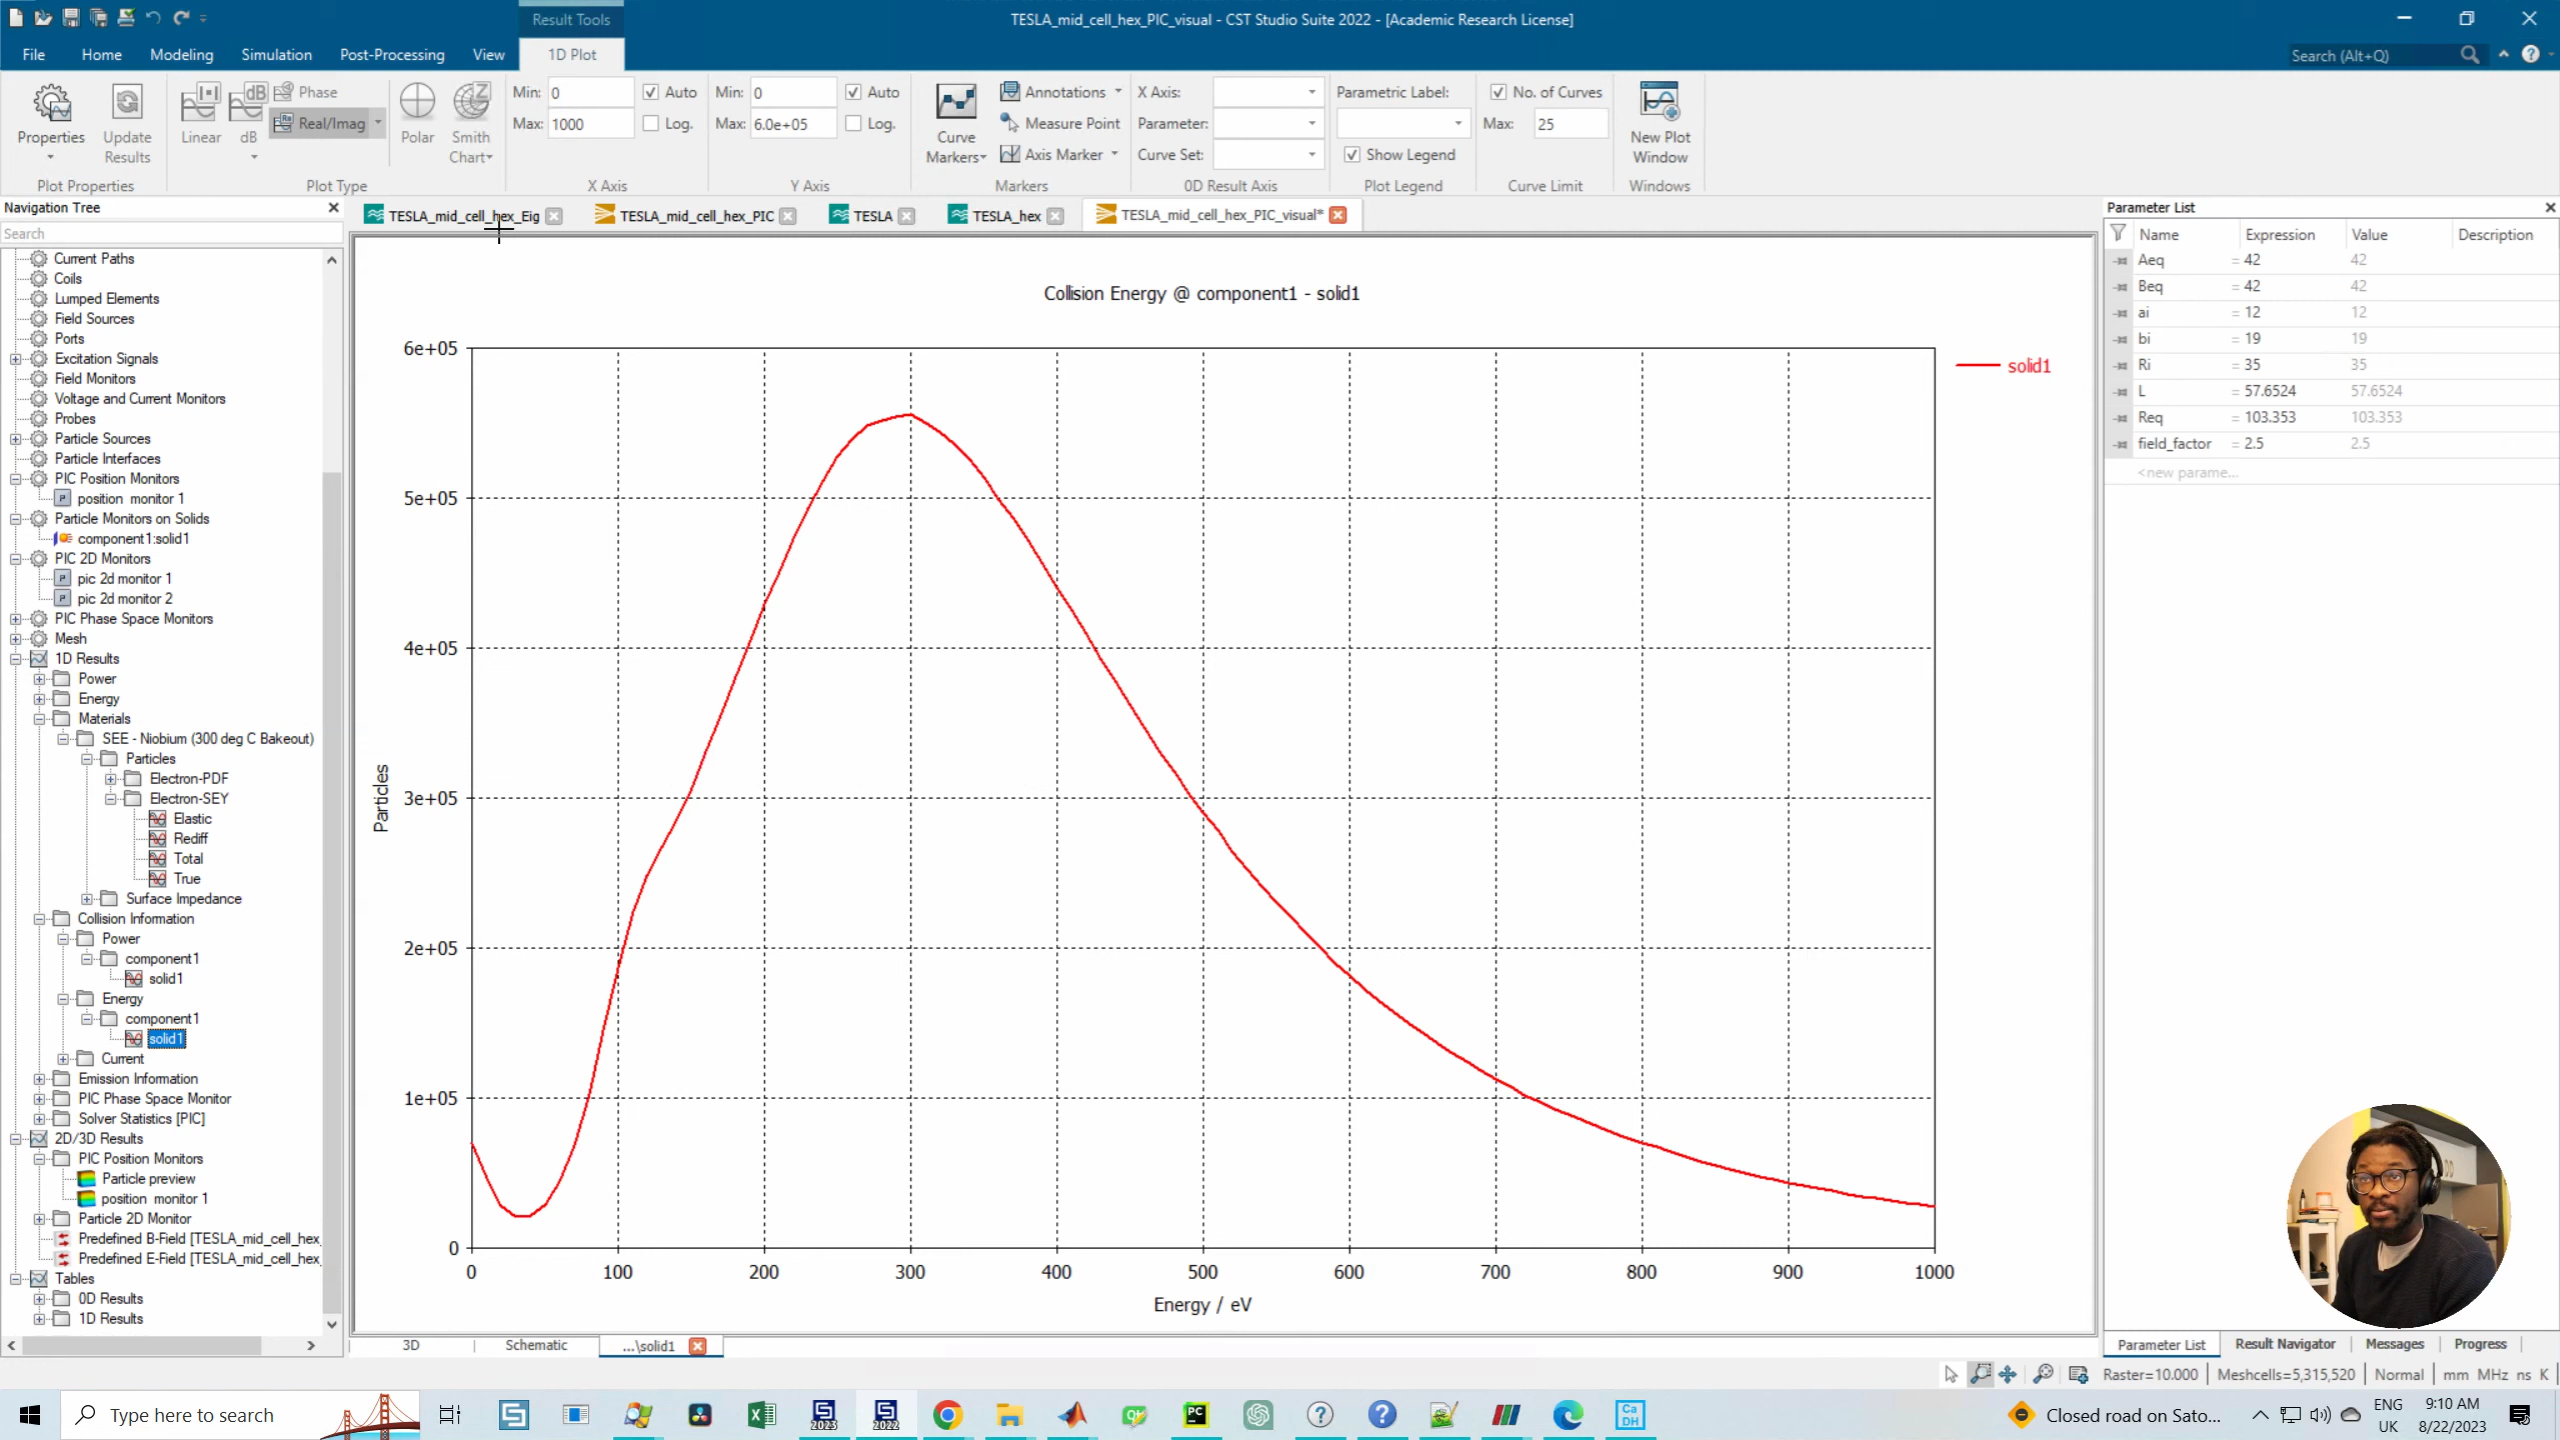 Result Tools
TESLA_mid_cell_hex_PIC_visual - CST Studio Suite 2022 - [Academic Research License]
File Home Modeling Simulation Post-Processing View 1D Plot
Search (Alt+Q)
Properties
Update Results
Plot Properties
Linear
dB
Phase
Real/Imag
Polar
Smith Chart
Plot Type
Min: 0 Auto
Max: 1000 Log.
X Axis
Min: 0 Auto
Max: 6.0e+05 Log.
Y Axis
Curve Markers
Annotations
Measure Point
Axis Marker
Markers
X Axis:
Parameter:
Curve Set:
0D Result Axis
Parametric Label:
Show Legend
Plot Legend
No. of Curves
Max: 25
Curve Limit
New Plot Window
Windows
Navigation Tree
Search
TESLA_mid_cell_hex_Eig TESLA_mid_cell_hex_PIC TESLA TESLA_hex TESLA_mid_cell_hex_PIC_visual*
Current Paths
Coils
Lumped Elements
Field Sources
Ports
Excitation Signals
Field Monitors
Voltage and Current Monitors
Probes
Particle Sources
Particle Interfaces
PIC Position Monitors
position monitor 1
Particle Monitors on Solids
component1:solid1
PIC 2D Monitors
pic 2d monitor 1
pic 2d monitor 2
PIC Phase Space Monitors
Mesh
1D Results
Power
Energy
Materials
SEE - Niobium (300 deg C Bakeout)
Particles
Electron-PDF
Electron-SEY
Elastic
Rediff
Total
True
Surface Impedance
Collision Information
Power
component1
solid1
Energy
component1
solid1
Current
Emission Information
PIC Phase Space Monitor
Solver Statistics [PIC]
2D/3D Results
PIC Position Monitors
Particle preview
position monitor 1
Particle 2D Monitor
Predefined B-Field [TESLA_mid_cell_hex_
Predefined E-Field [TESLA_mid_cell_hex_
Tables
0D Results
1D Results
Collision Energy @ component1 - solid1
solid1
6e+05
5e+05
4e+05
3e+05
2e+05
1e+05
0
Particles
0 100 200 300 400 500 600 700 800 900 1000
Energy / eV
3D Schematic ...\solid1
Parameter List
Name Expression Value Description
Aeq = 42 42
Beq = 42 42
ai = 12 12
bi = 19 19
Ri = 35 35
L = 57.6524 57.6524
Req = 103.353 103.353
field_factor = 2.5 2.5
<new parame...
Parameter List Result Navigator Messages Progress
Raster=10.000 Meshcells=5,315,520 Normal mm MHz ns K
Type here to search
2023
2022
PC
Ca
DH
Closed road on Sato...
ENG
UK
9:10 AM
8/22/2023